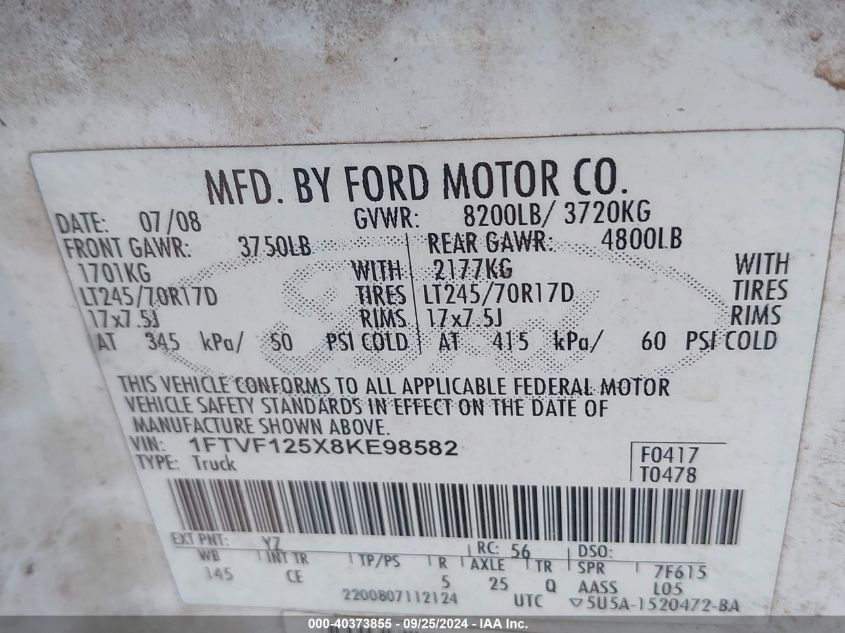 MFD. BY FORD MOTOR CO.
DATE: 07/08 GVWR: 8200LB/ 3720KG
FRONT GAWR: 3750LB REAR GAWR: 4800LB
1701KG WITH 2177KG WITH
LT245/70R17D TIRES LT245/70R17D TIRES
17x7.5J RIMS 17x7.5J RIMS
AT 345 kPa/ 50 PSI COLD AT 415 kPa/ 60 PSI COLD
THIS VEHICLE CONFORMS TO ALL APPLICABLE FEDERAL MOTOR
VEHICLE SAFETY STANDARDS IN EFFECT ON THE DATE OF
MANUFACTURE SHOWN ABOVE.
VIN: 1FTVF125X8KE98582 F0417
TYPE: Truck T0478
EXT PNT: YZ RC: 56 DSO:
WB INT TR TP/PS R AXLE TR SPR 7F615
145 CE 5 25 Q AASS L05
2200807112124 UTC ▽5U5A-1520472-BA
000-40373855 - 09/25/2024 - IAA Inc.